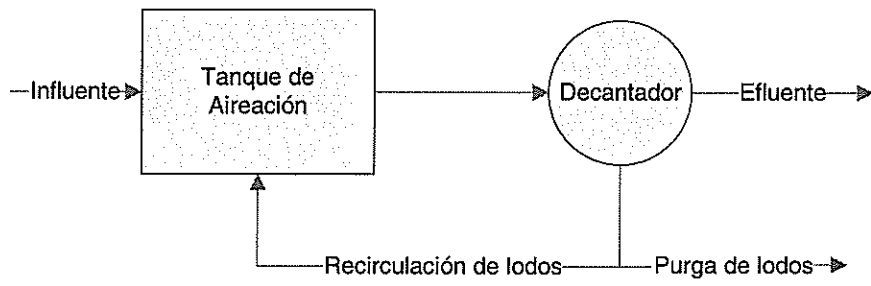 Influente
Tanque de
Aireación
Decantador
Efluente
Recirculación de lodos
Purga de lodos